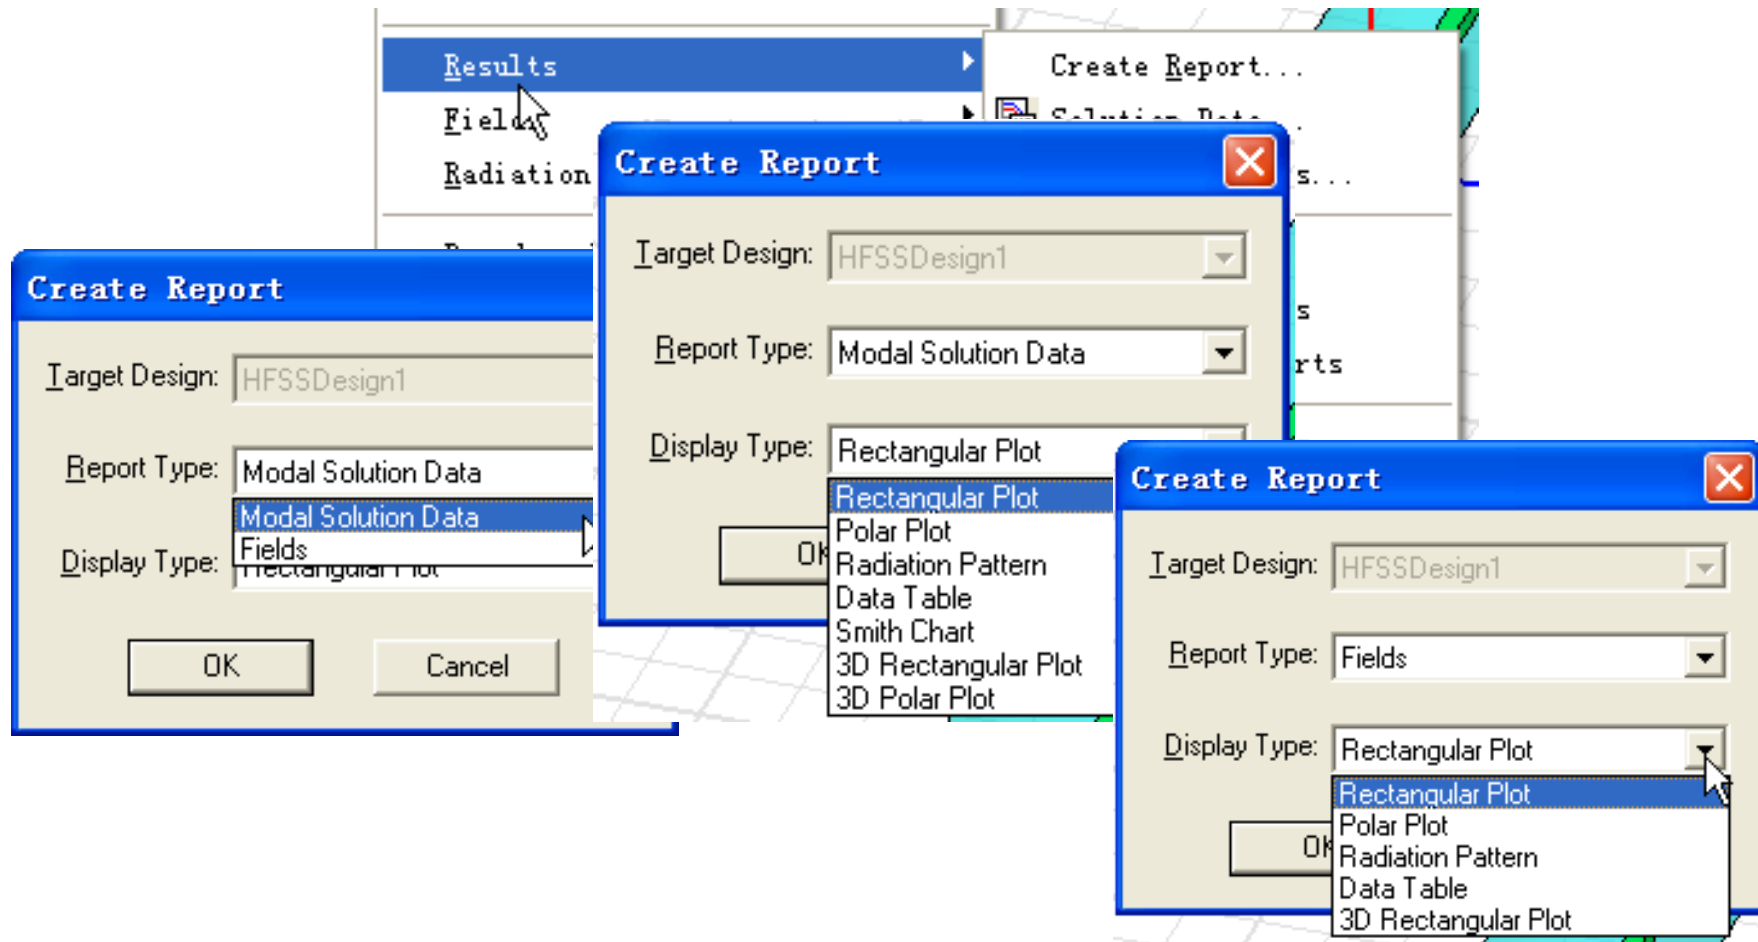 Results
Create Report...
Fields
Radiation
s...
s
rts
Create Report
Target Design: HFSSDesign1
Report Type: Modal Solution Data
Modal Solution Data
Fields
Display Type:
OK
Cancel
Create Report
Target Design: HFSSDesign1
Report Type: Modal Solution Data
Display Type: Rectangular Plot
Rectangular Plot
Polar Plot
Radiation Pattern
Data Table
Smith Chart
3D Rectangular Plot
3D Polar Plot
OK
Create Report
Target Design: HFSSDesign1
Report Type: Fields
Display Type: Rectangular Plot
Rectangular Plot
Polar Plot
Radiation Pattern
Data Table
3D Rectangular Plot
OK